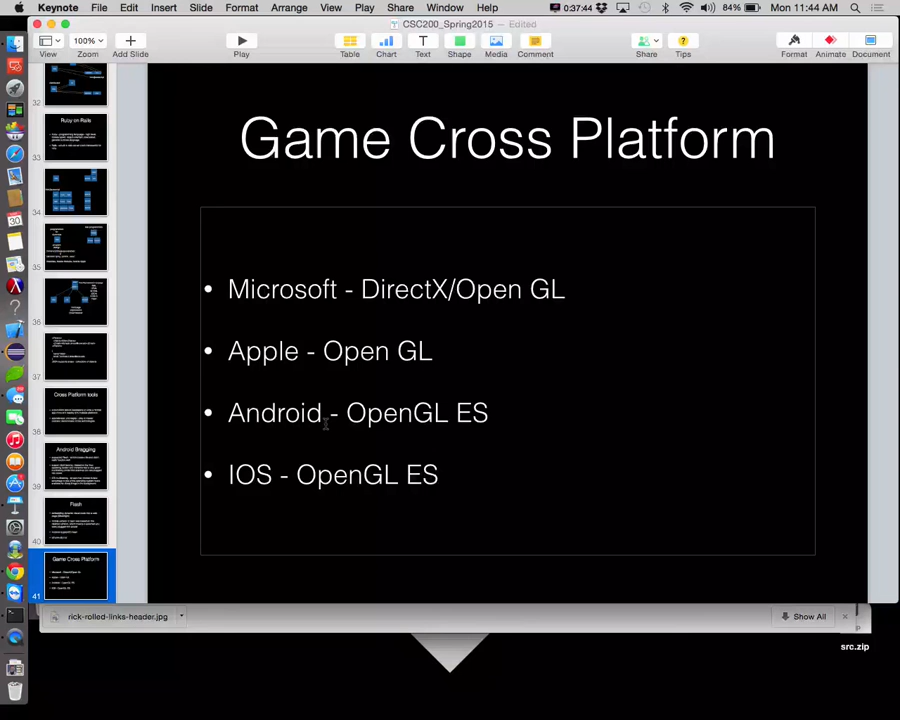 Keynote File Edit Insert Slide Format Arrange View Play Share Window Help 0:37:44 84% Mon 11:44 AM
CSC200_Spring2015 — Edited
100%
View Zoom Add Slide Play Table Chart Text Shape Media Comment Share Tips Format Animate Document
32
Ruby on Rails
33
34
35
36
37
Cross Platform tools
38
Android Bragging
39
Flash
40
Game Cross Platform
41
Game Cross Platform
• Microsoft - DirectX/Open GL
• Apple - Open GL
• Android - OpenGL ES
• IOS - OpenGL ES
rick-rolled-links-header.jpg
Show All
src.zip